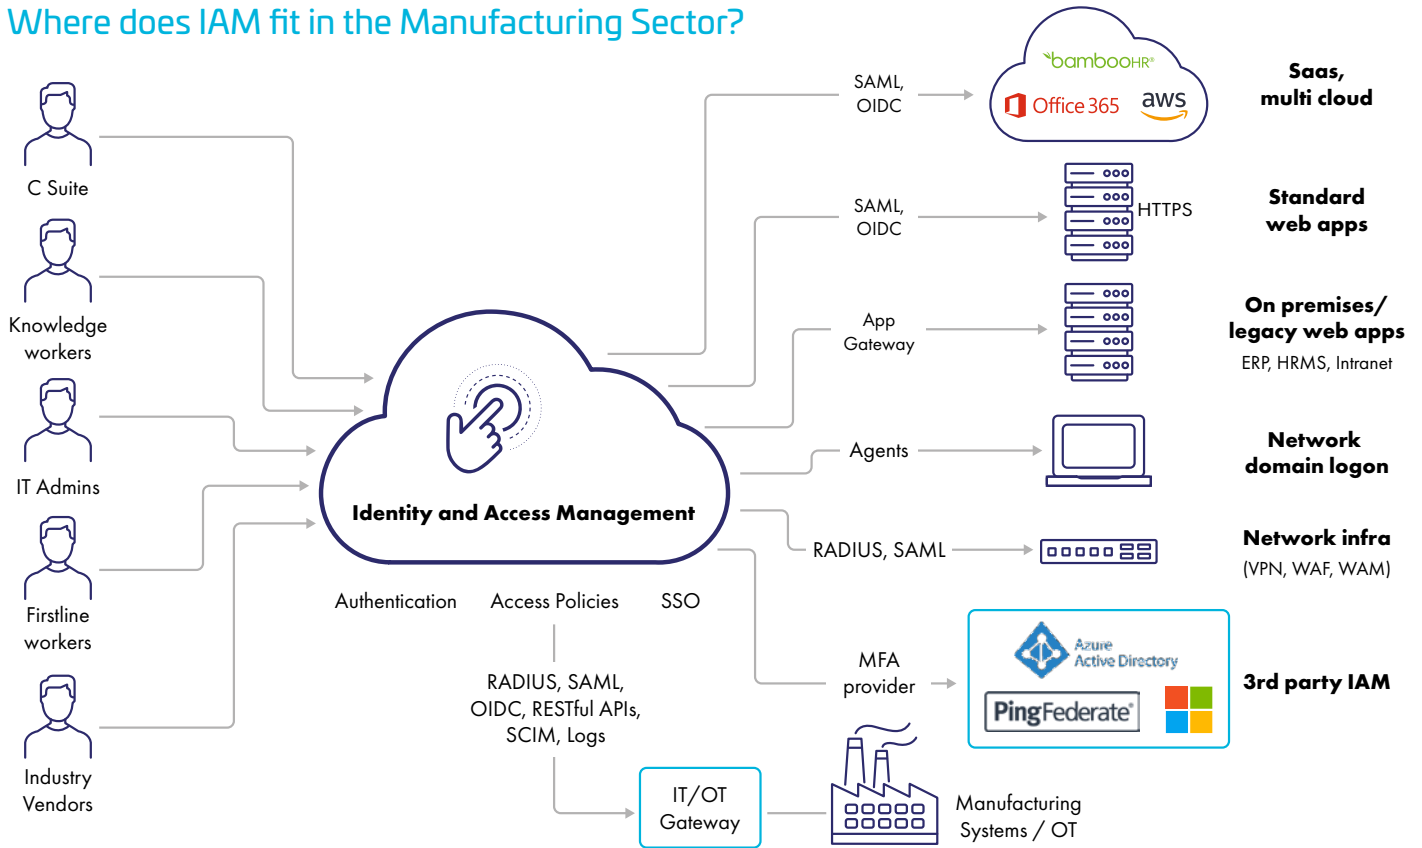 Where does IAM fit in the Manufacturing Sector?
C Suite
Knowledge
workers
IT Admins
Firstline
workers
Industry
Vendors
Identity and Access Management
Authentication
Access Policies
SSO
RADIUS, SAML,
OIDC, RESTful APIs,
SCIM, Logs
IT/OT
Gateway
Manufacturing
Systems / OT
SAML,
OIDC
bambooHR®
Office 365
aws
Saas,
multi cloud
SAML,
OIDC
HTTPS
Standard
web apps
App
Gateway
On premises/
legacy web apps
ERP, HRMS, Intranet
Agents
Network
domain logon
RADIUS, SAML
Network infra
(VPN, WAF, WAM)
MFA
provider
Azure
Active Directory
PingFederate®
3rd party IAM